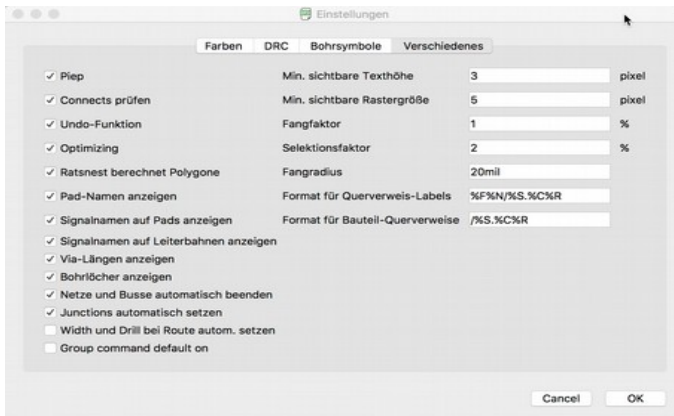 Einstellungen
Farben DRC Bohrsymbole Verschiedenes
Piep Min. sichtbare Texthöhe 3 pixel
Connects prüfen Min. sichtbare Rastergröße 5 pixel
Undo-Funktion Fangfaktor 1 %
Optimizing Selektionsfaktor 2 %
Ratsnest berechnet Polygone Fangradius 20mil
Pad-Namen anzeigen Format für Querverweis-Labels %F%N/%S.%C%R
Signalnamen auf Pads anzeigen Format für Bauteil-Querverweise /%S.%C%R
Signalnamen auf Leiterbahnen anzeigen
Via-Längen anzeigen
Bohrlöcher anzeigen
Netze und Busse automatisch beenden
Junctions automatisch setzen
Width und Drill bei Route autom. setzen
Group command default on
Cancel OK